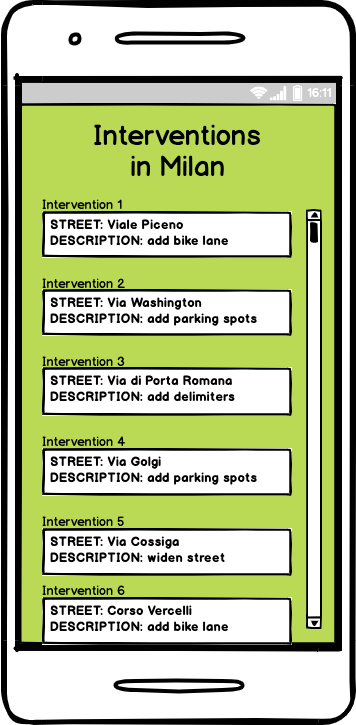 16:11
Interventions
in Milan
Intervention 1
STREET: Viale Piceno
DESCRIPTION: add bike lane
Intervention 2
STREET: Via Washington
DESCRIPTION: add parking spots
Intervention 3
STREET: Via di Porta Romana
DESCRIPTION: add delimiters
Intervention 4
STREET: Via Golgi
DESCRIPTION: add parking spots
Intervention 5
STREET: Via Cossiga
DESCRIPTION: widen street
Intervention 6
STREET: Corso Vercelli
DESCRIPTION: add bike lane